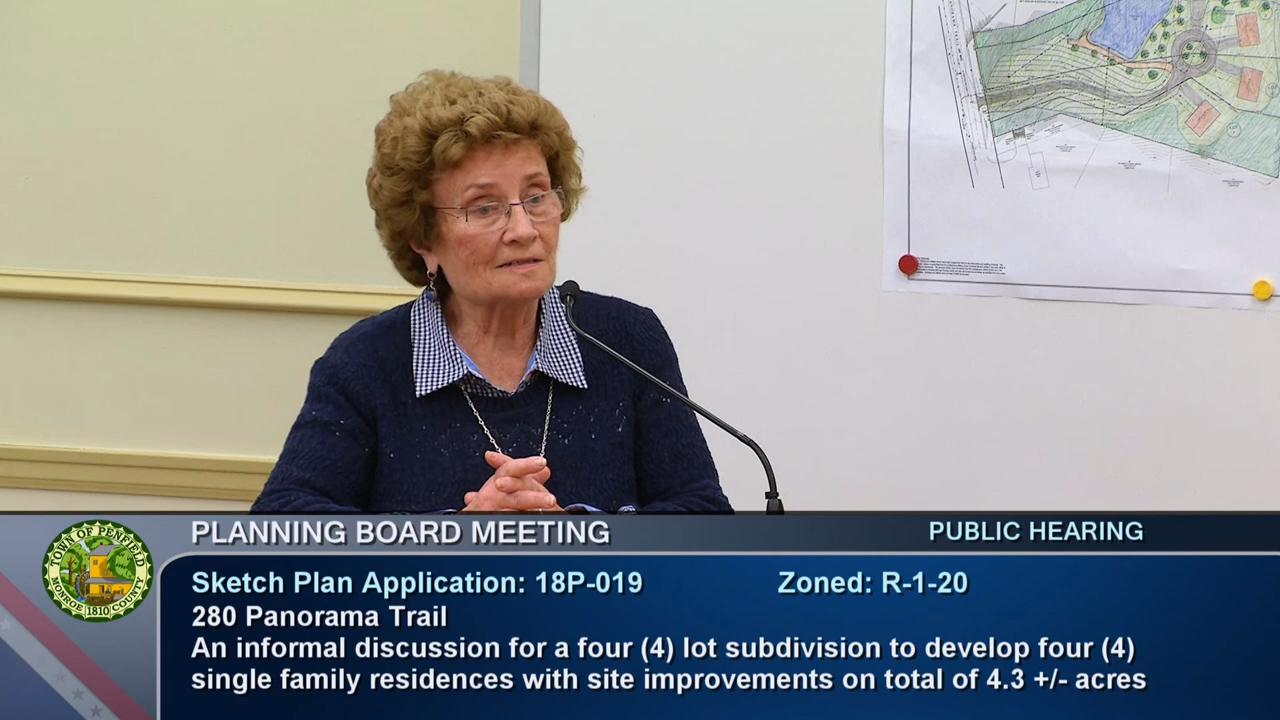 PLANNING BOARD MEETING
PUBLIC HEARING
TOWN OF PENFIELD
MONROE COUNTY
1810
Sketch Plan Application: 18P-019
Zoned: R-1-20
280 Panorama Trail
An informal discussion for a four (4) lot subdivision to develop four (4)
single family residences with site improvements on total of 4.3 +/- acres